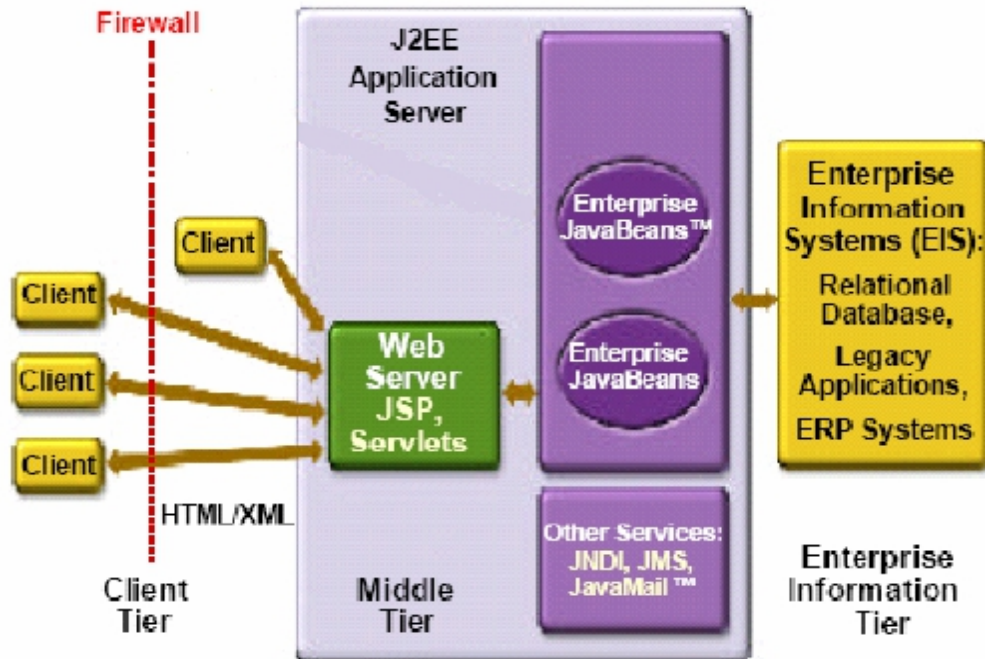 Firewall
J2EE
Application
Server
Client
Client
Client
Client
HTML/XML
Client
Tier
Web
Server
JSP,
Servlets
Middle
Tier
Enterprise
JavaBeans™
Enterprise
JavaBeans
Other Services:
JNDI, JMS,
JavaMail ™
Enterprise
Information
Systems (EIS):
Relational
Database,
Legacy
Applications,
ERP Systems
Enterprise
Information
Tier